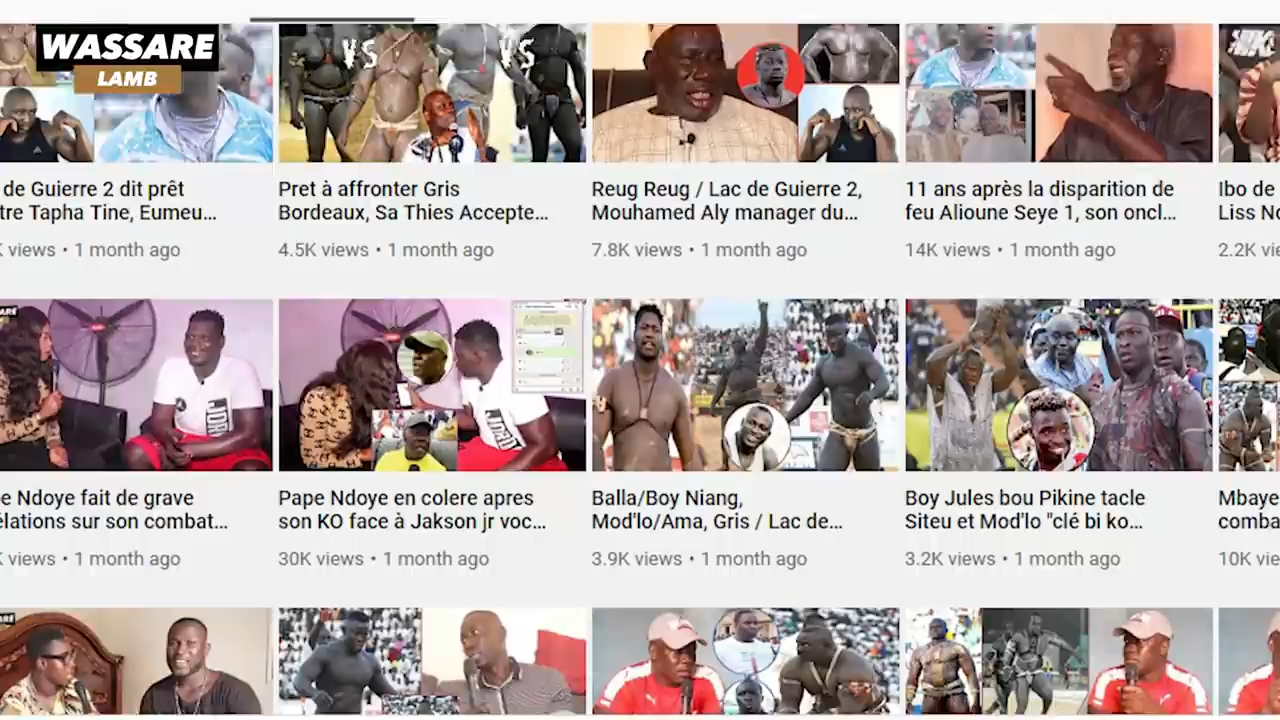 WASSARE
LAMB
VS
VS
de Guierre 2 dit prêt
tre Tapha Tine, Eumeu...
views • 1 month ago
Pret à affronter Gris
Bordeaux, Sa Thies Accepte...
4.5K views • 1 month ago
Reug Reug / Lac de Guierre 2,
Mouhamed Aly manager du...
7.8K views • 1 month ago
11 ans après la disparition de
feu Alioune Seye 1, son oncl...
14K views • 1 month ago
Ibo de
Liss No
2.2K vie
e Ndoye fait de grave
élations sur son combat...
views • 1 month ago
Pape Ndoye en colere apres
son KO face à Jakson jr voc...
30K views • 1 month ago
Balla/Boy Niang,
Mod'lo/Ama, Gris / Lac de...
3.9K views • 1 month ago
Boy Jules bou Pikine tacle
Siteu et Mod'lo "clé bi ko...
3.2K views • 1 month ago
Mbaye
comba
10K vie